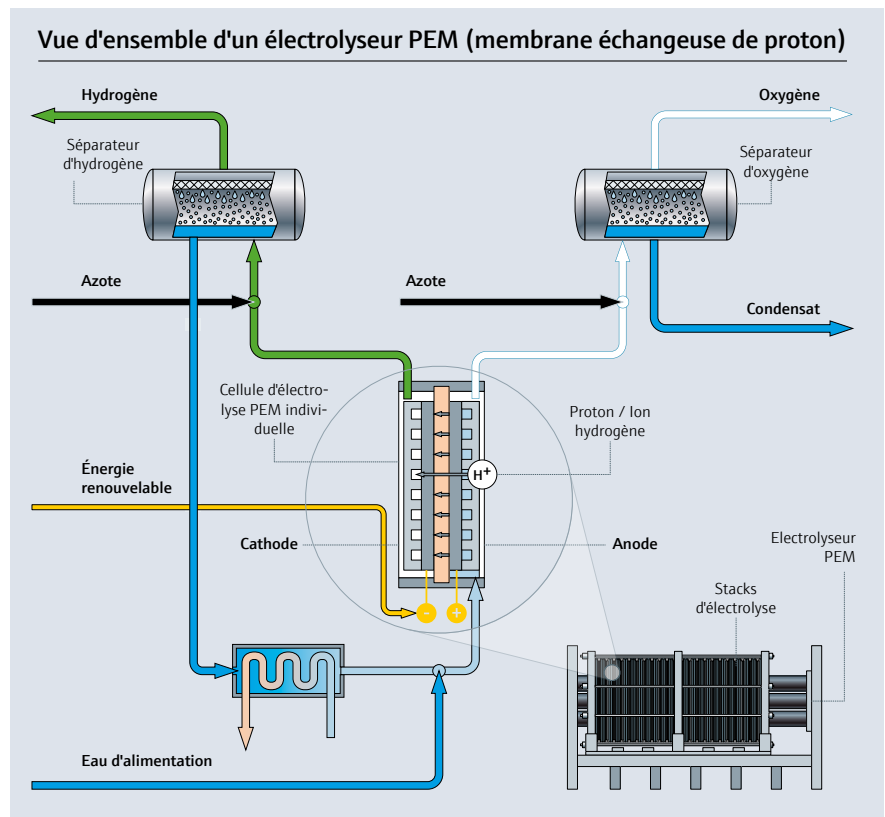 Vue d'ensemble d'un électrolyseur PEM (membrane échangeuse de proton)
Hydrogène
Oxygène
Séparateur
d'hydrogène
Séparateur
d'oxygène
Azote
Azote
Condensat
Cellule d'électro-
lyse PEM indivi-
duelle
Proton / Ion
hydrogène
H+
Énergie
renouvelable
Cathode
Anode
Electrolyseur
PEM
Stacks
d'électrolyse
-
+
Eau d'alimentation